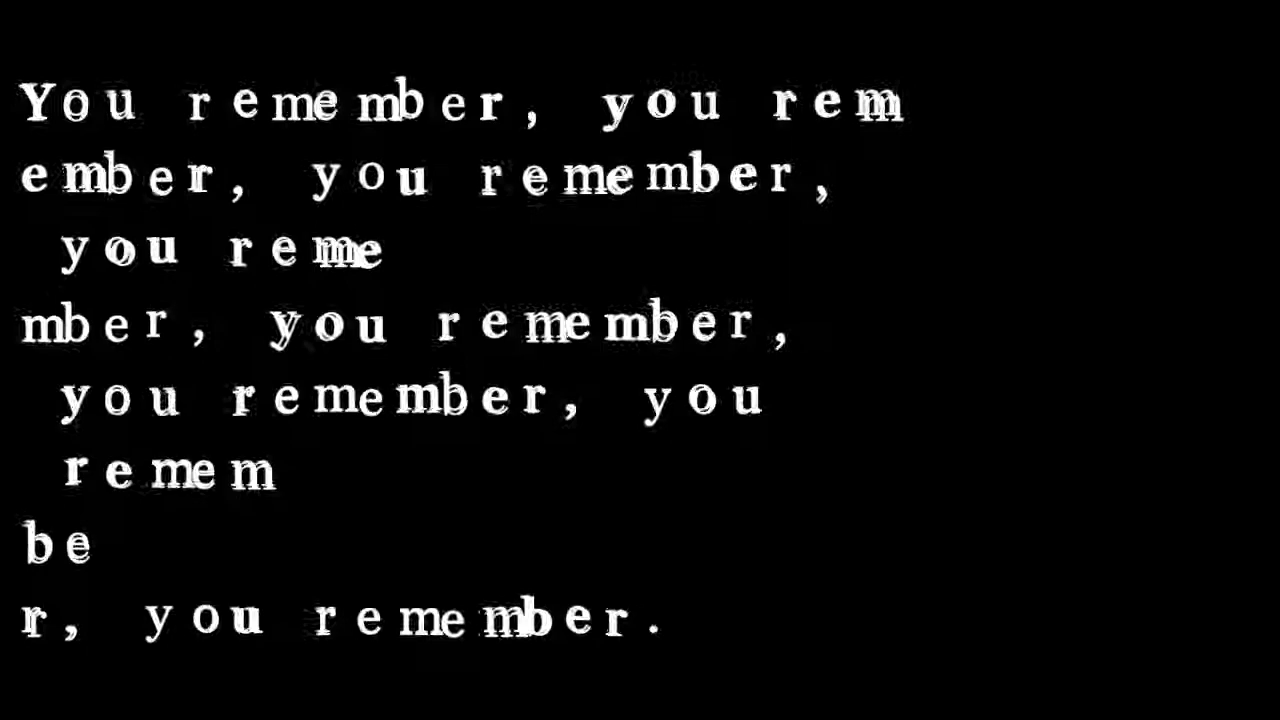 You remember, you rem
ember, you remember,
you reme
mber, you remember,
you remember, you
remem
be
r, you remember.